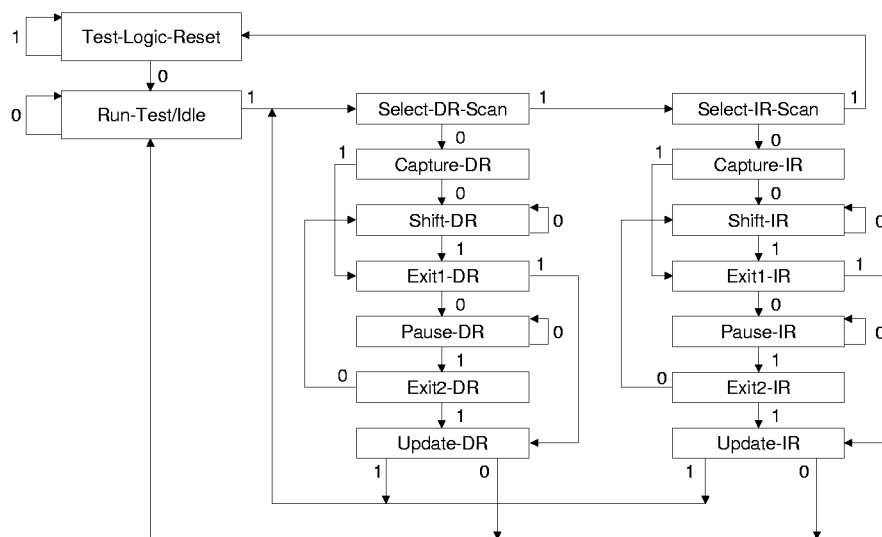 1 Test-Logic-Reset
0
0 Run-Test/Idle 1 Select-DR-Scan 1 Select-IR-Scan 1
0 0
1 Capture-DR 1 Capture-IR
0 0
Shift-DR 0 Shift-IR 0
1 1
Exit1-DR 1 Exit1-IR 1
0 0
Pause-DR 0 Pause-IR 0
1 1
0 Exit2-DR 0 Exit2-IR
1 1
Update-DR Update-IR
1 0 1 0